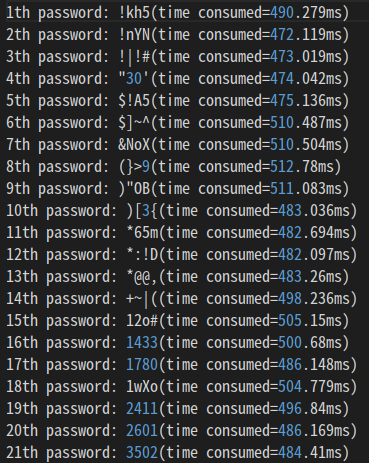 1th password: !kh5(time consumed=490.279ms)
2th password: !nYN(time consumed=472.119ms)
3th password: !|!#(time consumed=473.019ms)
4th password: "30'(time consumed=474.042ms)
5th password: $!A5(time consumed=475.136ms)
6th password: $]~^(time consumed=510.487ms)
7th password: &NoX(time consumed=510.504ms)
8th password: (}>9(time consumed=512.78ms)
9th password: )"OB(time consumed=511.083ms)
10th password: )[3{(time consumed=483.036ms)
11th password: *65m(time consumed=482.694ms)
12th password: *:!D(time consumed=482.097ms)
13th password: *@@,(time consumed=483.26ms)
14th password: +~|((time consumed=498.236ms)
15th password: 12o#(time consumed=505.15ms)
16th password: 1433(time consumed=500.68ms)
17th password: 1780(time consumed=486.148ms)
18th password: 1wXo(time consumed=504.779ms)
19th password: 2411(time consumed=496.84ms)
20th password: 2601(time consumed=486.169ms)
21th password: 3502(time consumed=484.41ms)